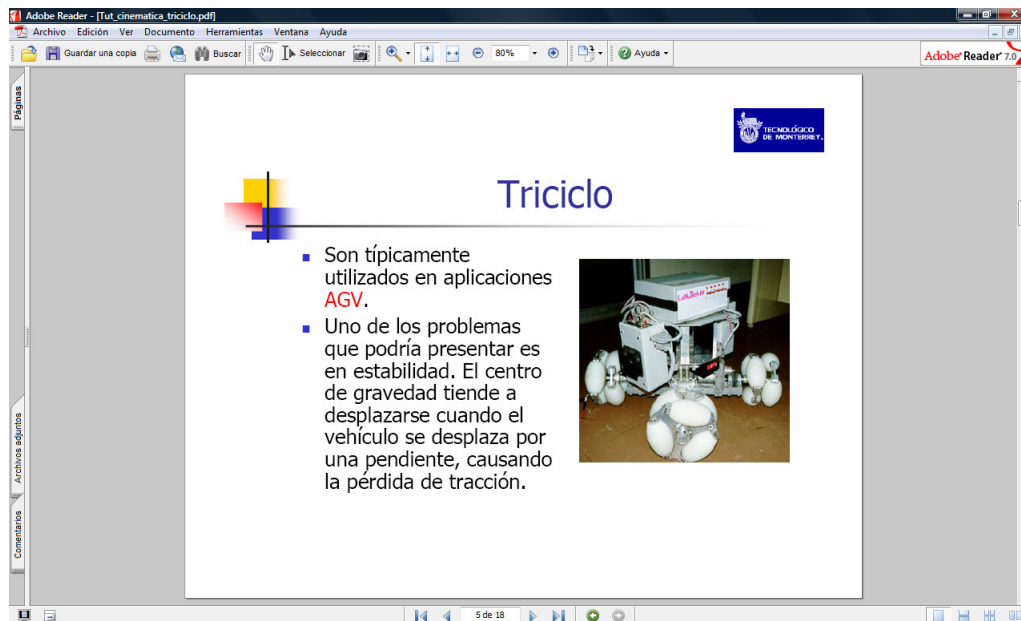 Adobe Reader - [Tut_cinematica_triciclo.pdf]
Archivo Edición Ver Documento Herramientas Ventana Ayuda
Guardar una copia Buscar Seleccionar 80% Ayuda
Adobe Reader 7.0
Páginas
Archivos adjuntos
Comentarios
TECNOLÓGICO
DE MONTERREY.
Triciclo
Son típicamente
utilizados en aplicaciones
AGV.
Uno de los problemas
que podría presentar es
en estabilidad. El centro
de gravedad tiende a
desplazarse cuando el
vehículo se desplaza por
una pendiente, causando
la pérdida de tracción.
5 de 18